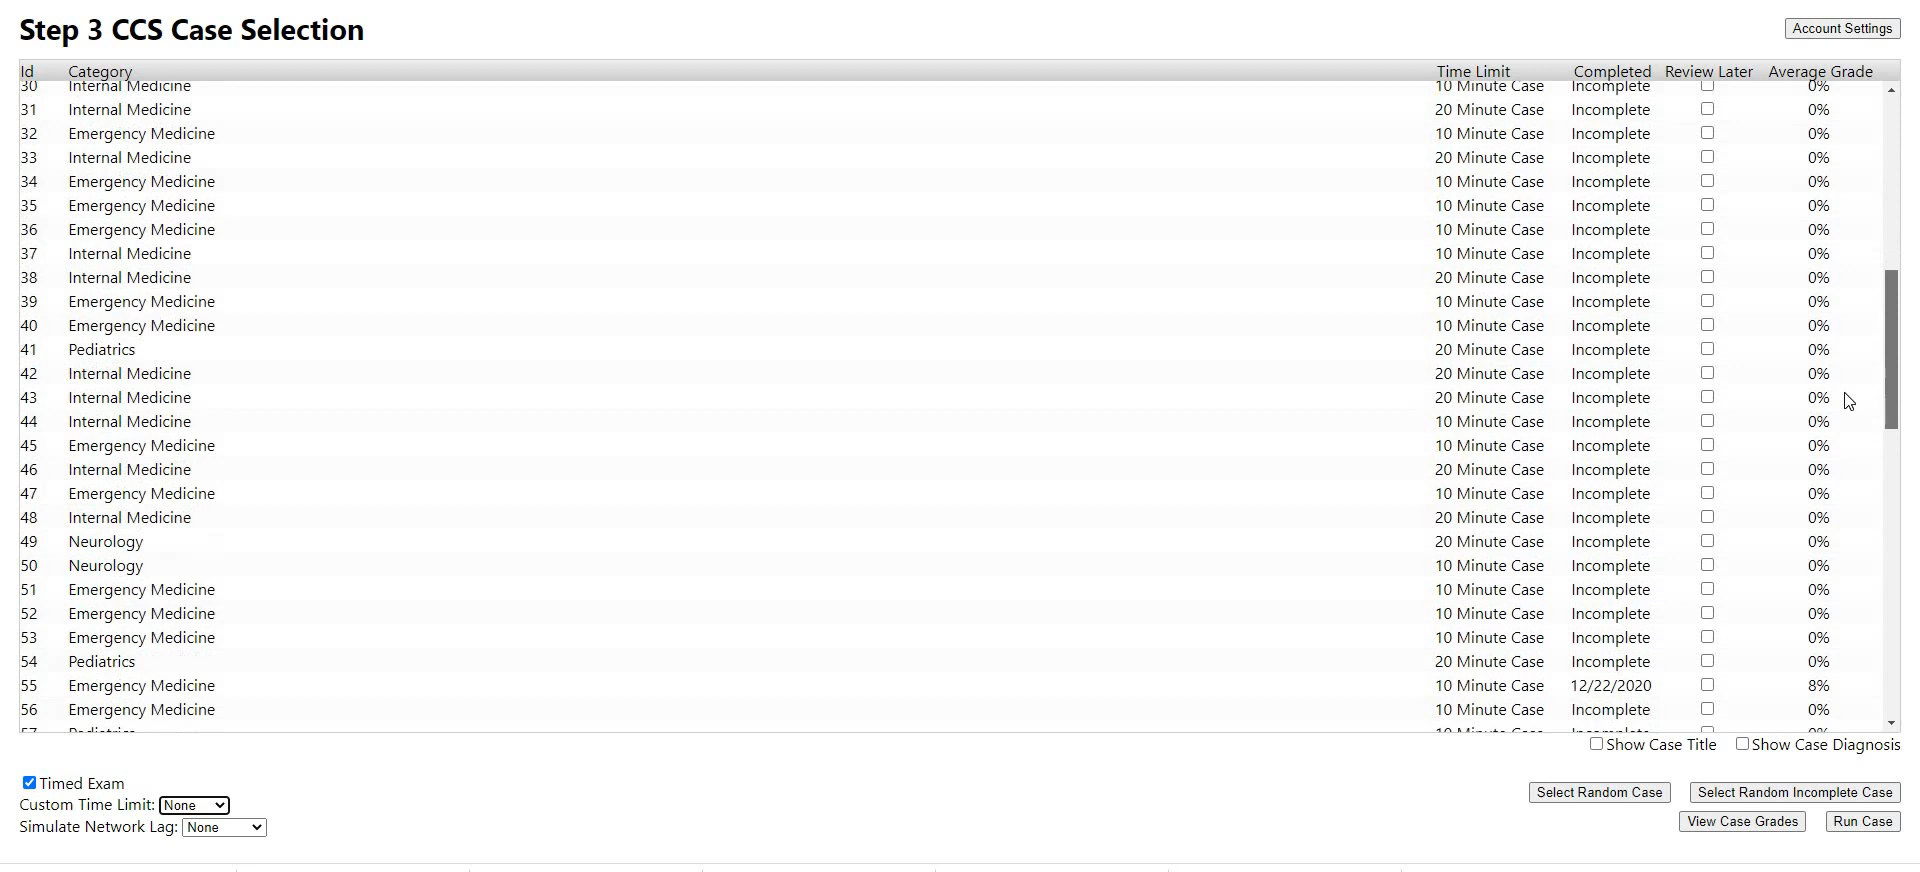 Step 3 CCS Case Selection
Account Settings
Id Category Time Limit Completed Review Later Average Grade
30 Internal Medicine 10 Minute Case Incomplete 0%
31 Internal Medicine 20 Minute Case Incomplete 0%
32 Emergency Medicine 10 Minute Case Incomplete 0%
33 Internal Medicine 20 Minute Case Incomplete 0%
34 Emergency Medicine 10 Minute Case Incomplete 0%
35 Emergency Medicine 10 Minute Case Incomplete 0%
36 Emergency Medicine 10 Minute Case Incomplete 0%
37 Internal Medicine 10 Minute Case Incomplete 0%
38 Internal Medicine 20 Minute Case Incomplete 0%
39 Emergency Medicine 10 Minute Case Incomplete 0%
40 Emergency Medicine 10 Minute Case Incomplete 0%
41 Pediatrics 20 Minute Case Incomplete 0%
42 Internal Medicine 20 Minute Case Incomplete 0%
43 Internal Medicine 20 Minute Case Incomplete 0%
44 Internal Medicine 10 Minute Case Incomplete 0%
45 Emergency Medicine 10 Minute Case Incomplete 0%
46 Internal Medicine 20 Minute Case Incomplete 0%
47 Emergency Medicine 10 Minute Case Incomplete 0%
48 Internal Medicine 20 Minute Case Incomplete 0%
49 Neurology 20 Minute Case Incomplete 0%
50 Neurology 10 Minute Case Incomplete 0%
51 Emergency Medicine 10 Minute Case Incomplete 0%
52 Emergency Medicine 10 Minute Case Incomplete 0%
53 Emergency Medicine 10 Minute Case Incomplete 0%
54 Pediatrics 20 Minute Case Incomplete 0%
55 Emergency Medicine 10 Minute Case 12/22/2020 8%
56 Emergency Medicine 10 Minute Case Incomplete 0%
Show Case Title Show Case Diagnosis
Timed Exam
Custom Time Limit: None
Simulate Network Lag: None
Select Random Case Select Random Incomplete Case
View Case Grades Run Case